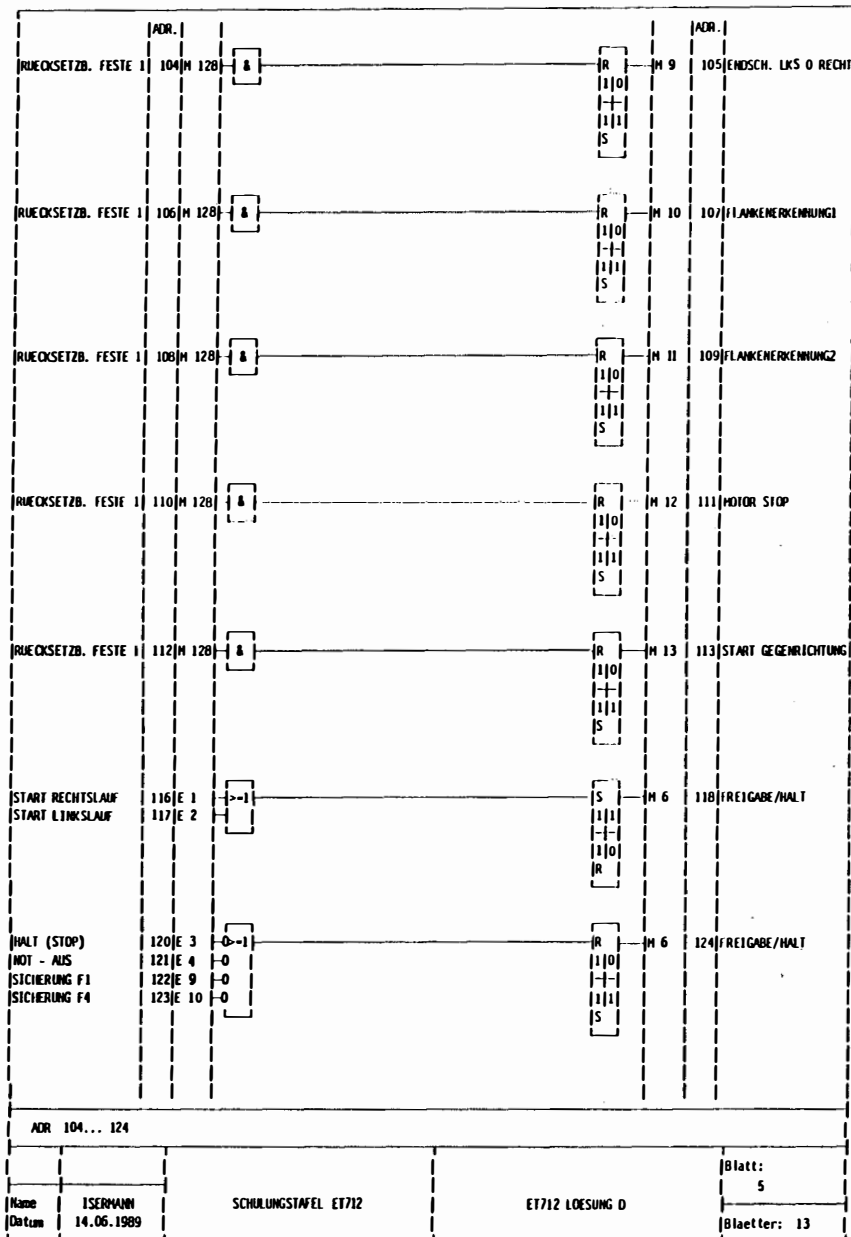 ADR. ADR.
RUECKSETZB. FESTE 1 104 M 128 & R M 9 105 ENDSCH. LKS O RECHT
1 0
1 1
S
RUECKSETZB. FESTE 1 106 M 128 & R M 10 107 FLANKENERKENNUNG1
1 0
1 1
S
RUECKSETZB. FESTE 1 108 M 128 & R M 11 109 FLANKENERKENNUNG2
1 0
1 1
S
RUECKSETZB. FESTE 1 110 M 128 & R M 12 111 MOTOR STOP
1 0
1 1
S
RUECKSETZB. FESTE 1 112 M 128 & R M 13 113 START GEGENRICHTUNG
1 0
1 1
S
START RECHTSLAUF 116 E 1 >=1 S M 6 118 FREIGABE/HALT
START LINKSLAUF 117 E 2 1 1
1 0
R
HALT (STOP) 120 E 3 O>=1 R M 6 124 FREIGABE/HALT
NOT - AUS 121 E 4 O 1 0
SICHERUNG F1 122 E 9 O
SICHERUNG F4 123 E 10 O 1 1
S
ADR 104... 124
Blatt:
5
Name ISERMANN SCHULUNGSTAFEL ET712 ET712 LOESUNG D
Datum 14.06.1989
Blaetter: 13